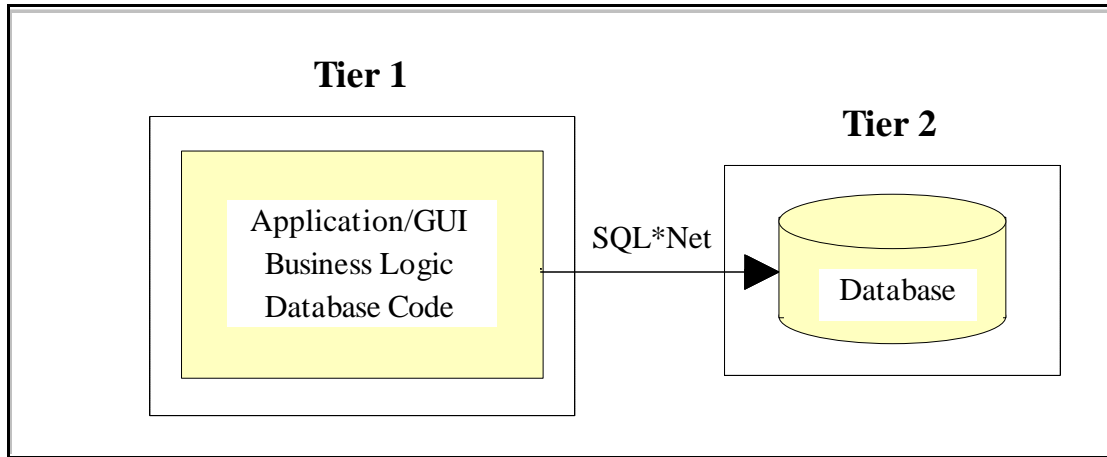 Tier 1
Tier 2
Application/GUI
Business Logic
Database Code
SQL*Net
Database